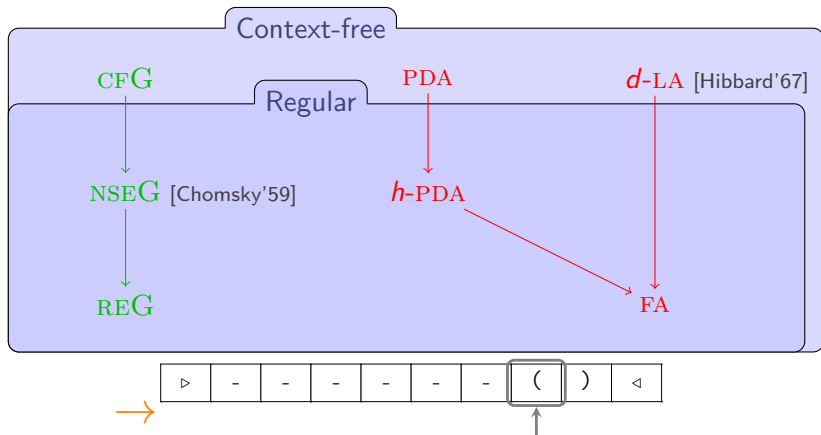 Context-free
CFG PDA d-LA [Hibbard'67]
Regular
NSEG [Chomsky'59] h-PDA
REG FA
▷ - - - - - - ( ) ◁